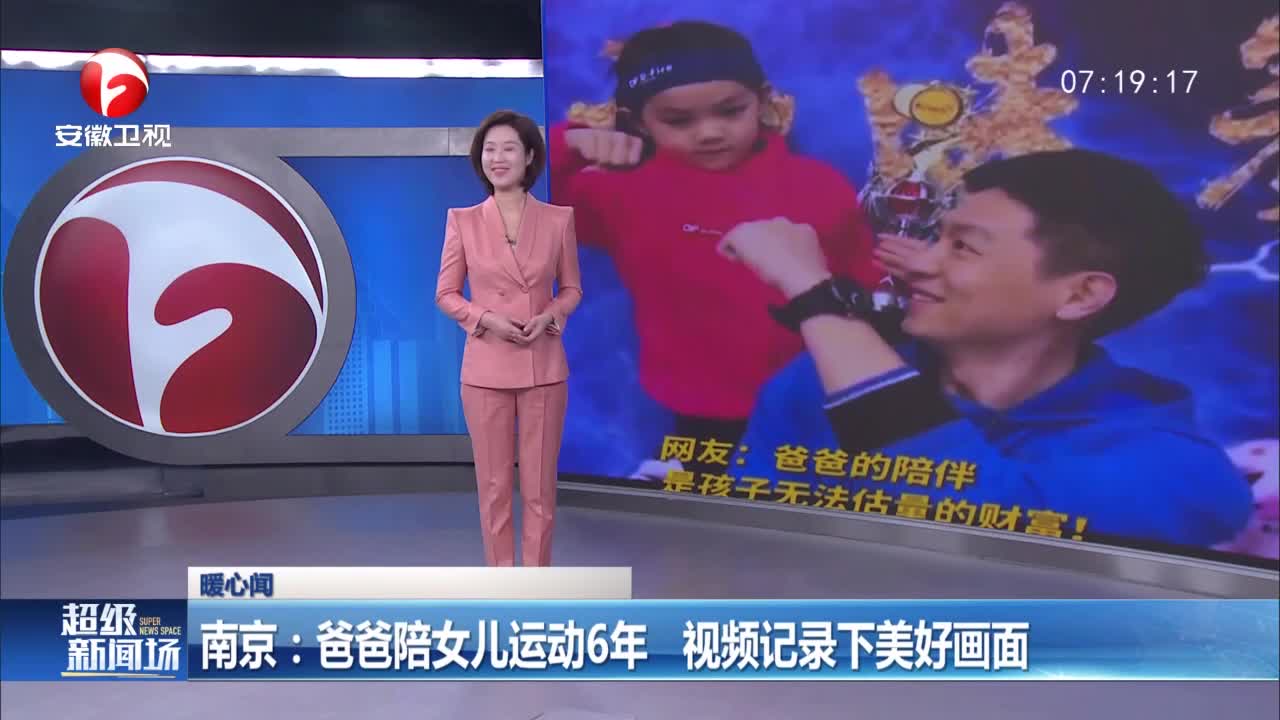 07:19:17
安徽卫视
网友：爸爸的陪伴
是孩子无法估量的财富！
暖心闻
超级新闻场
SUPER
NEWS SPACE
南京：爸爸陪女儿运动6年 视频记录下美好画面